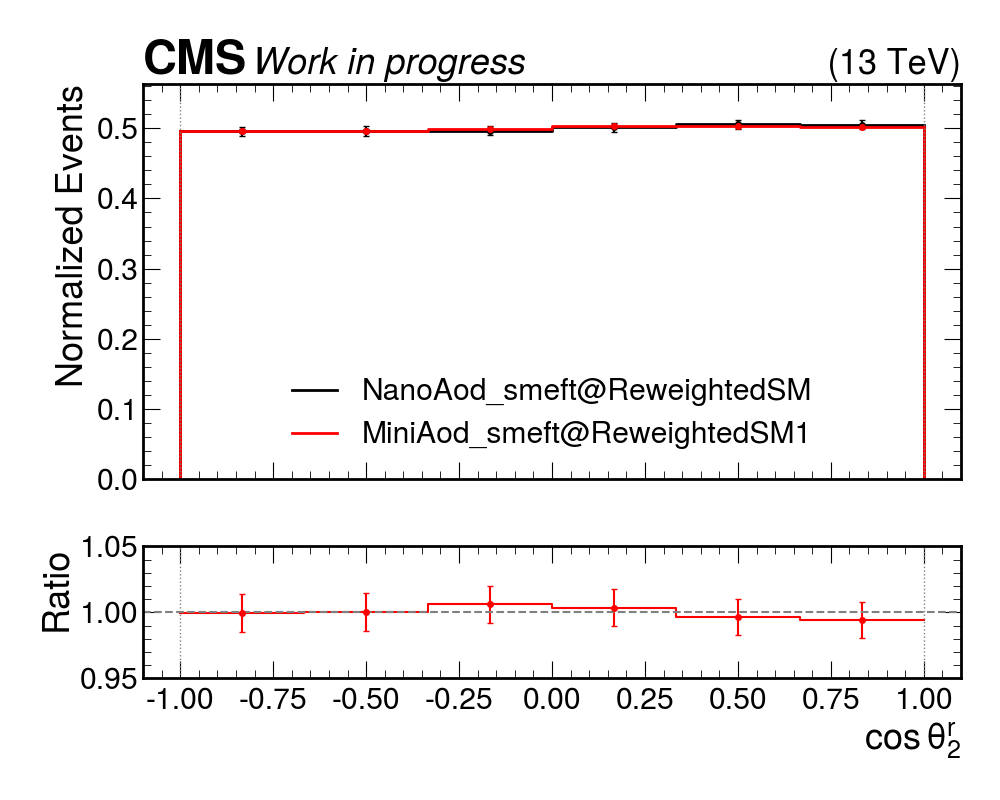 CMS Work in progress (13 TeV)
Normalized Events
0.5
0.4
0.3
0.2
0.1
0.0
NanoAod_smeft@ReweightedSM
MiniAod_smeft@ReweightedSM1
Ratio
1.05
1.00
0.95
-1.00 -0.75 -0.50 -0.25 0.00 0.25 0.50 0.75 1.00
cos θ₂ʳ